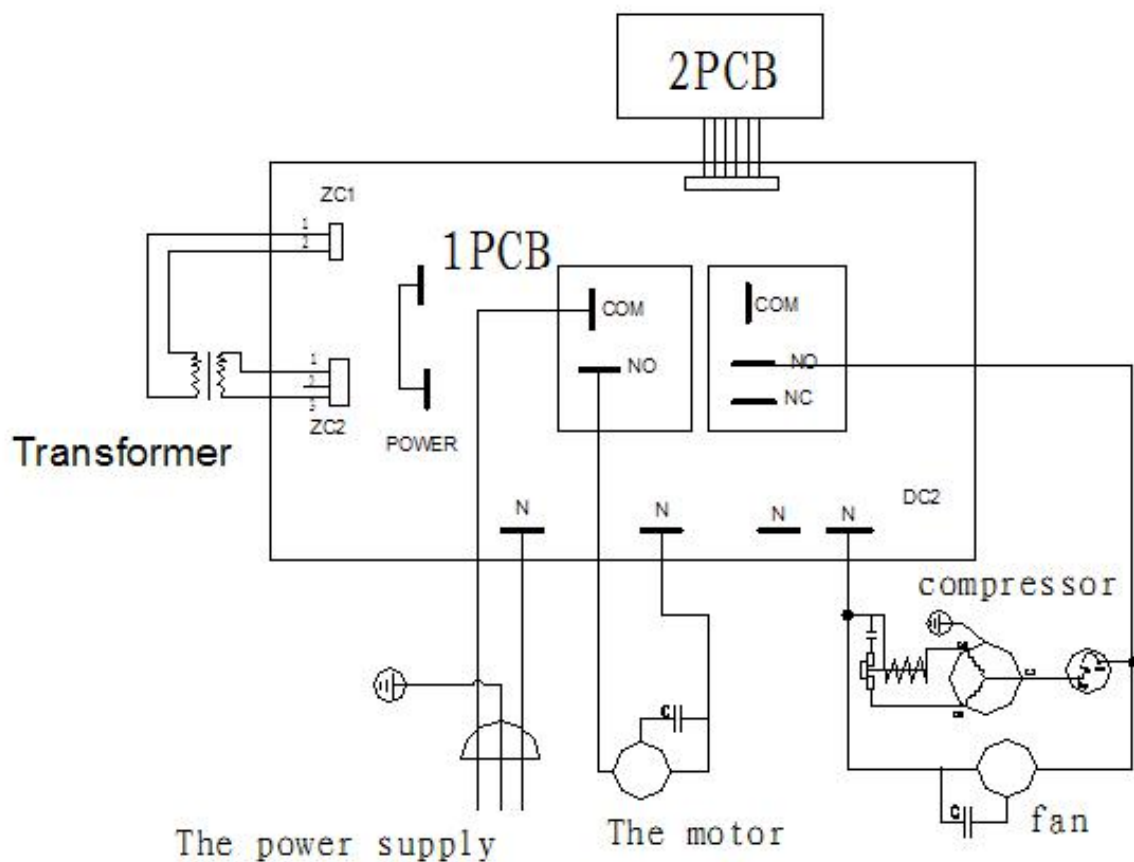 2PCB
ZC1
1
2
1PCB
COM
COM
NO
NO
NC
1
2
3
ZC2
POWER
Transformer
DC2
N
N
N
N
compressor
C
C
The power supply
The motor
fan